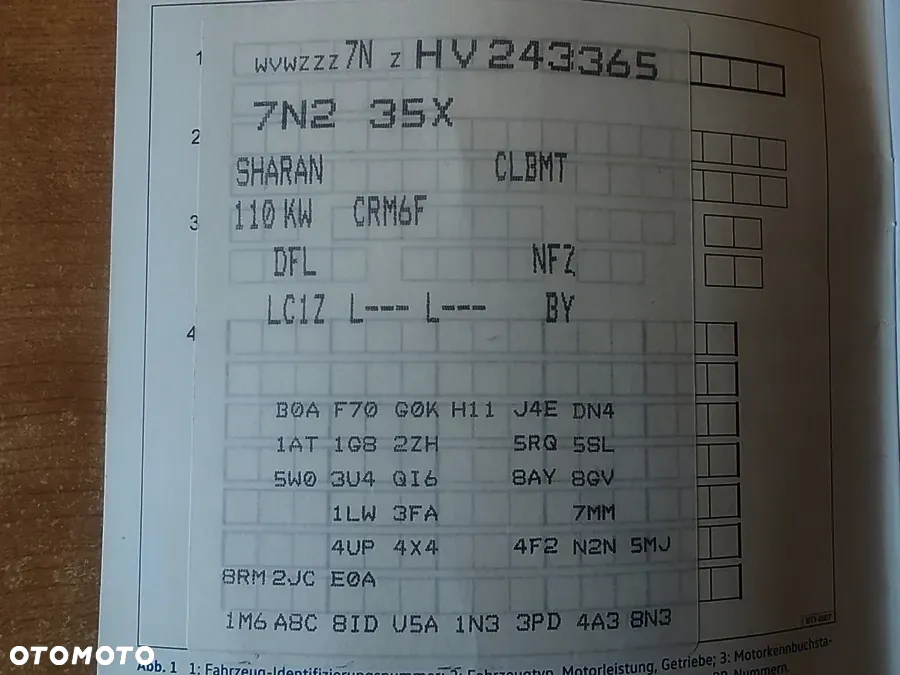 1
wvwzzz7N z HV243365
7N2 35X
2
SHARAN CLBMT
3
110 KW CRM6F
DFL NFZ
LC1Z L--- L--- BY
4
B0A F70 G0K H11 J4E DN4
1AT 1G8 2ZH 5RQ 5SL
5W0 3U4 QI6 8AY 8GV
1LW 3FA 7MM
4UP 4X4 4F2 N2N 5MJ
8RM 2JC E0A
1M6 A8C 8ID U5A 1N3 3PD 4A3 8N3
OTOMOTO
Abb. 1 1: Fahrzeug-Identifizierungsnummer; 2: Fahrzeugtyp, Motorleistung, Getriebe; 3: Motorkennbuchsta-
Nummern.